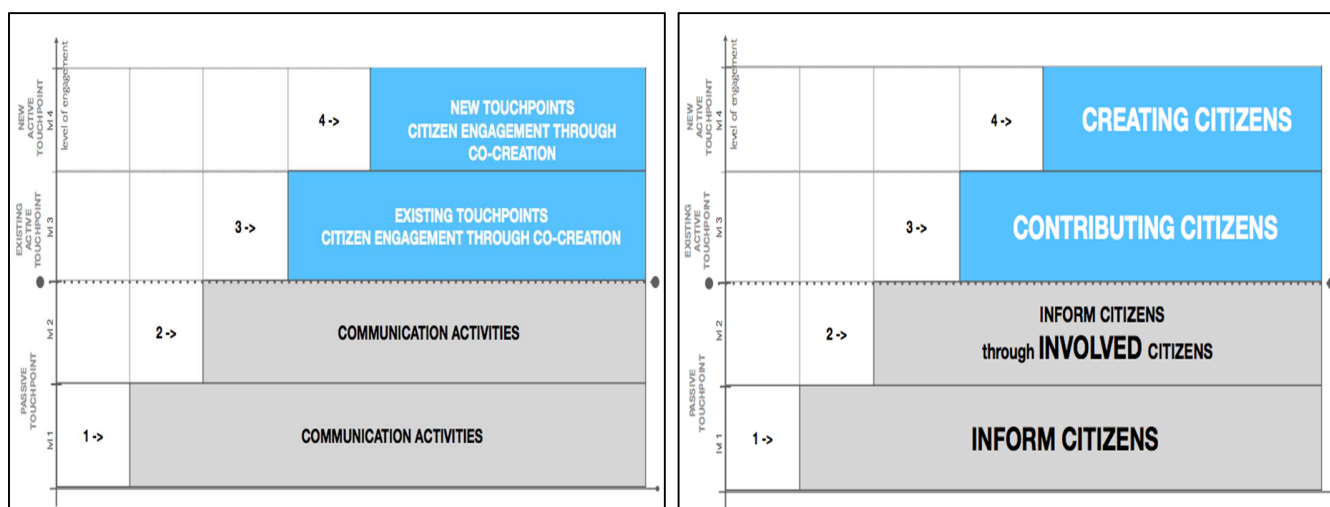 level of engagement
NEW
ACTIVE
TOUCHPOINT
M 4
4 ->
NEW TOUCHPOINTS
CITIZEN ENGAGEMENT THROUGH
CO-CREATION
EXISTING
ACTIVE
TOUCHPOINT
M 3
3 ->
EXISTING TOUCHPOINTS
CITIZEN ENGAGEMENT THROUGH CO-CREATION
PASSIVE
TOUCHPOINT
M 2
2 ->
COMMUNICATION ACTIVITIES
M 1
1 ->
COMMUNICATION ACTIVITIES
level of engagement
NEW ACTIVE
TOUCHPOINT
M 4
4 ->
CREATING CITIZENS
EXISTING ACTIVE
TOUCHPOINT
M 3
3 ->
CONTRIBUTING CITIZENS
PASSIVE
TOUCHPOINT
M 2
2 ->
INFORM CITIZENS
through INVOLVED CITIZENS
M 1
1 ->
INFORM CITIZENS